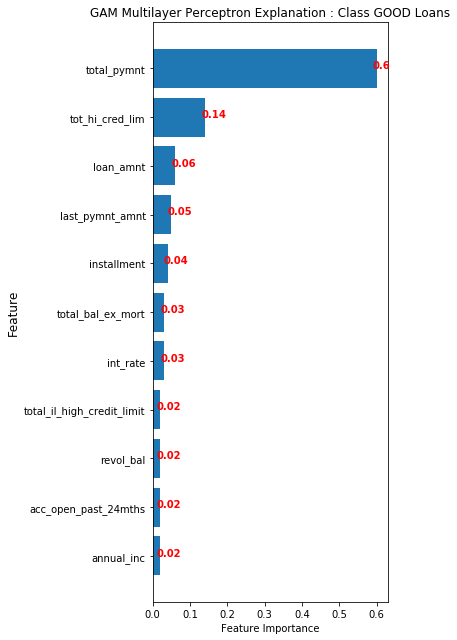 GAM Multilayer Perceptron Explanation : Class GOOD Loans
total_pymnt 0.6
tot_hi_cred_lim 0.14
loan_amnt 0.06
last_pymnt_amnt 0.05
installment 0.04
total_bal_ex_mort 0.03
int_rate 0.03
total_il_high_credit_limit 0.02
revol_bal 0.02
acc_open_past_24mths 0.02
annual_inc 0.02
Feature
0.0 0.1 0.2 0.3 0.4 0.5 0.6
Feature Importance